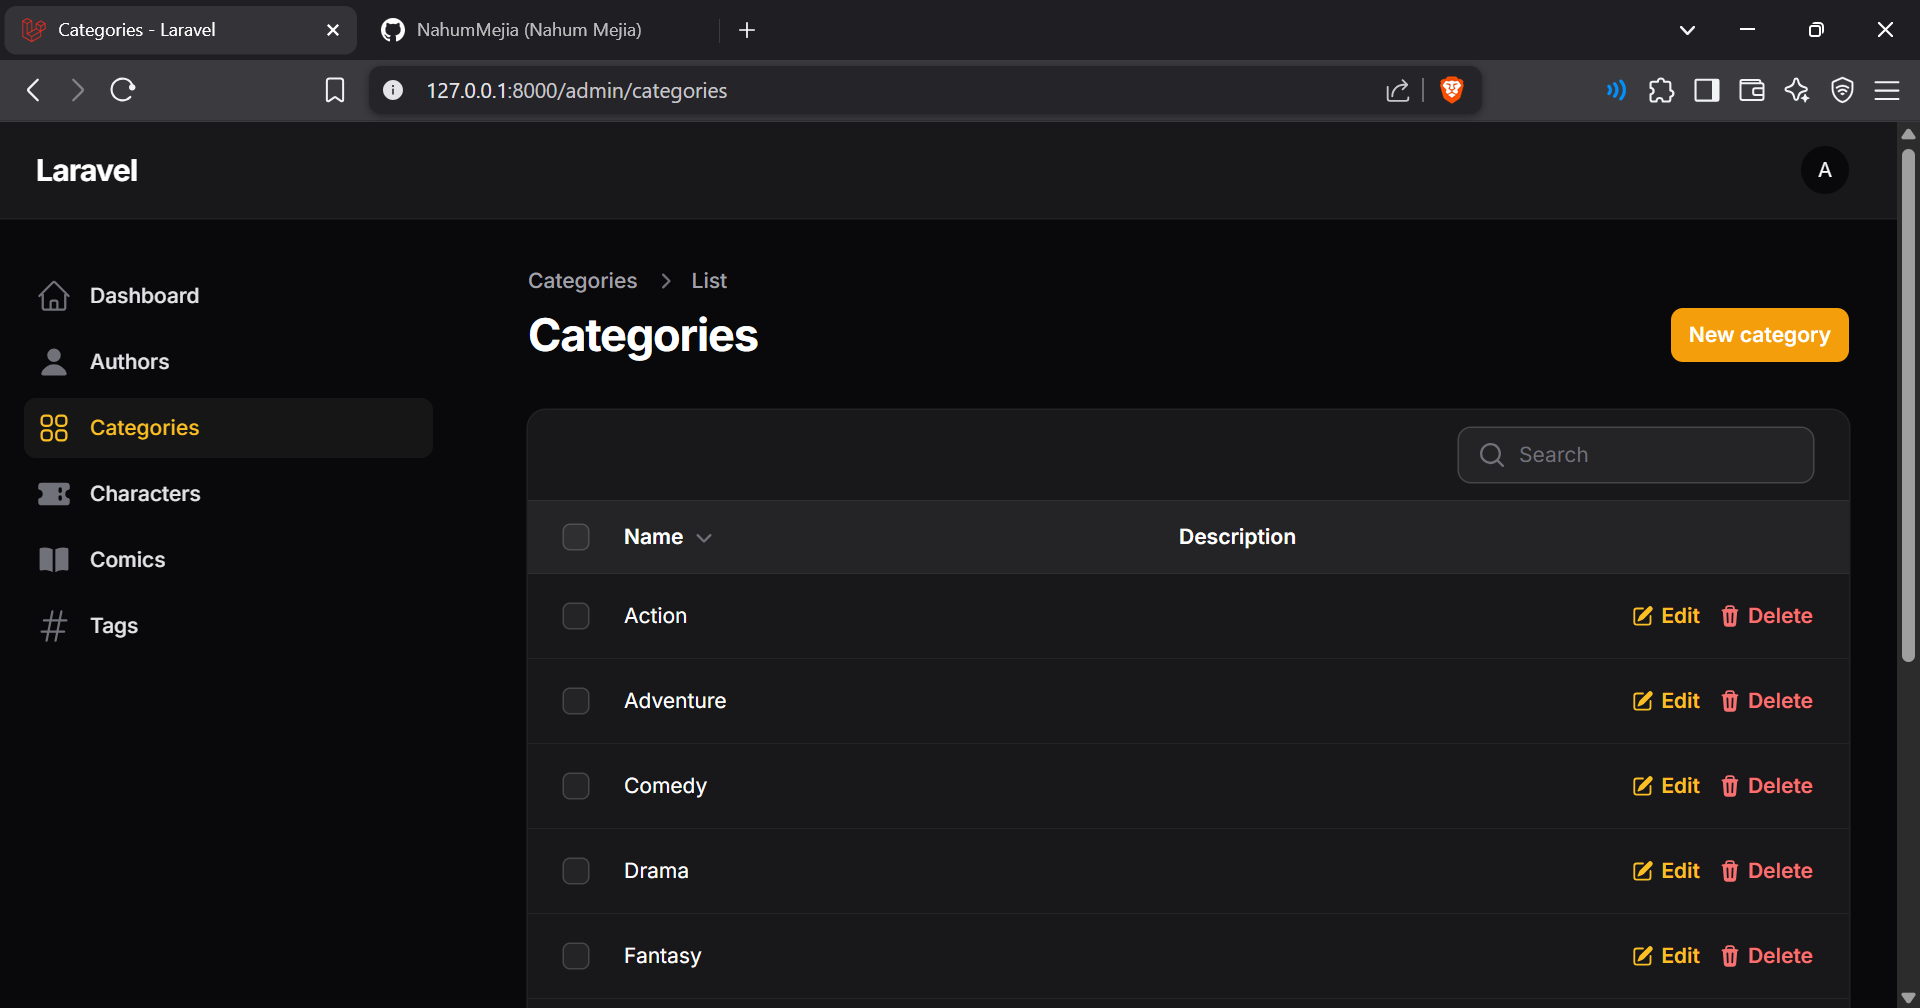 Categories - Laravel
NahumMejia (Nahum Mejia)
127.0.0.1:8000/admin/categories
Laravel
A
Dashboard
Authors
Categories
Characters
Comics
Tags
Categories > List
Categories
New category
Search
Name Description
Action Edit Delete
Adventure Edit Delete
Comedy Edit Delete
Drama Edit Delete
Fantasy Edit Delete